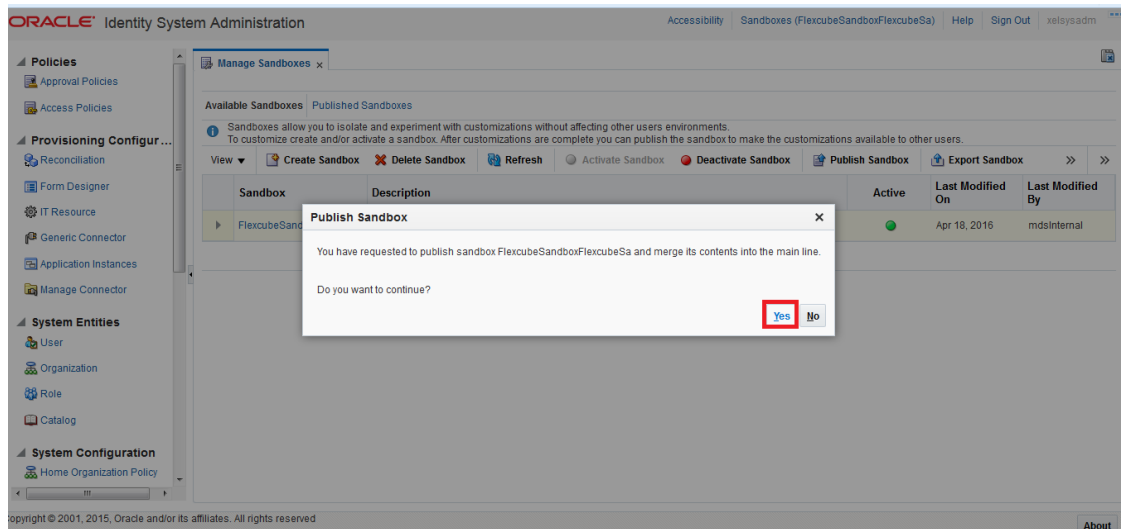 ORACLE® Identity System Administration
Accessibility Sandboxes (FlexcubeSandboxFlexcubeSa) Help Sign Out xelsysadm
Policies
Approval Policies
Access Policies
Provisioning Configur...
Reconciliation
Form Designer
IT Resource
Generic Connector
Application Instances
Manage Connector
System Entities
User
Organization
Role
Catalog
System Configuration
Home Organization Policy
Manage Sandboxes x
Available Sandboxes Published Sandboxes
Sandboxes allow you to isolate and experiment with customizations without affecting other users environments.
To customize create and/or activate a sandbox. After customizations are complete you can publish the sandbox to make the customizations available to other users.
View Create Sandbox Delete Sandbox Refresh Activate Sandbox Deactivate Sandbox Publish Sandbox Export Sandbox » »
Sandbox Description Active Last Modified On Last Modified By
FlexcubeSand Apr 18, 2016 mdsInternal
Publish Sandbox x
You have requested to publish sandbox FlexcubeSandboxFlexcubeSa and merge its contents into the main line.
Do you want to continue?
Yes No
opyright © 2001, 2015, Oracle and/or its affiliates. All rights reserved
About